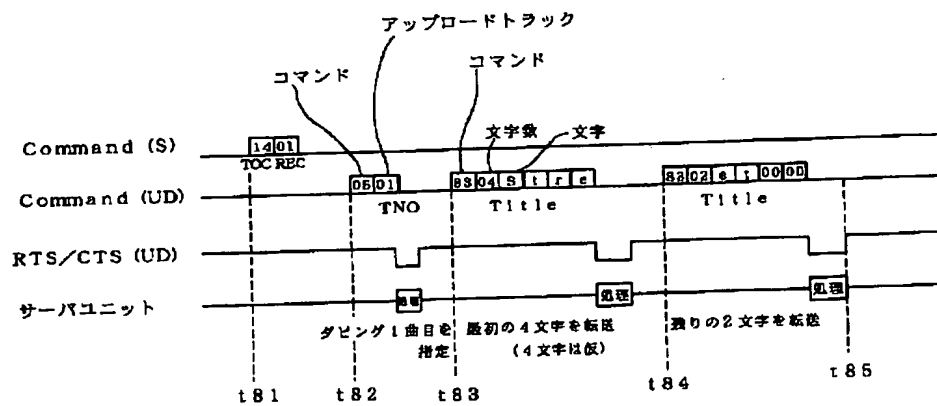 アップロードトラック
コマンド
コマンド
文字数
文字
Command (S)
14 01
TOC REC
Command (UD)
05 01
TNO
83 04 S t r e
Title
82 02 e t 00 00
Title
RTS/CTS (UD)
サーバユニット
処理
処理
処理
ダビング1曲目を
指定
最初の4文字を転送
(4文字は仮)
残りの2文字を転送
t81
t82
t83
t84
t85